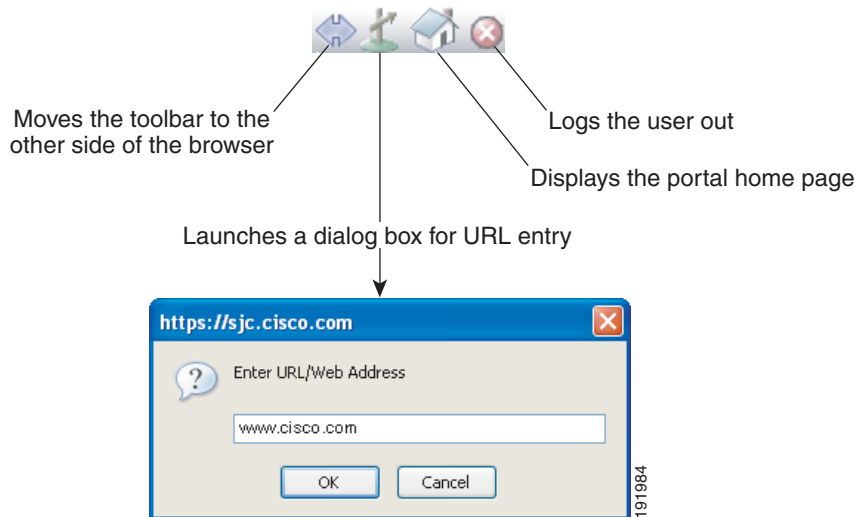 Moves the toolbar to the
other side of the browser
Logs the user out
Displays the portal home page
Launches a dialog box for URL entry
https://sjc.cisco.com
Enter URL/Web Address
www.cisco.com
OK
Cancel
191984